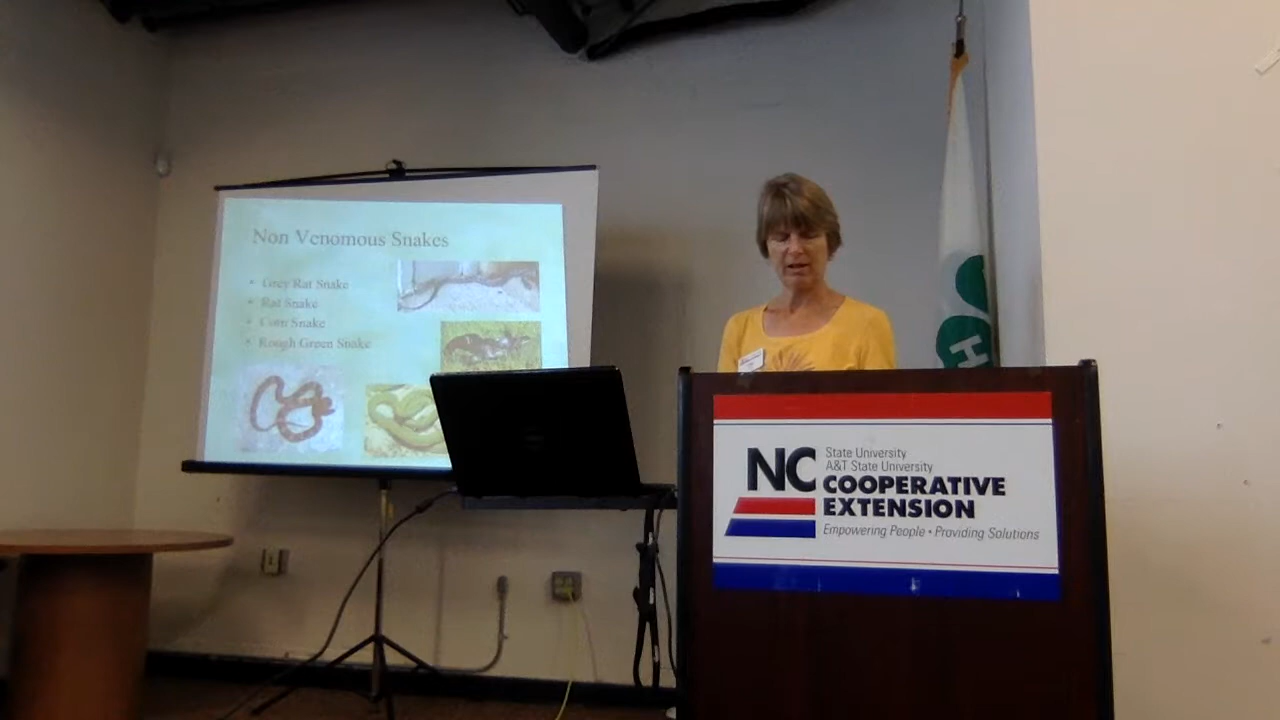 Non Venomous Snakes
• Grey Rat Snake
• Rat Snake
• Corn Snake
• Rough Green Snake
H
NC
State University
A&T State University
COOPERATIVE
EXTENSION
Empowering People • Providing Solutions